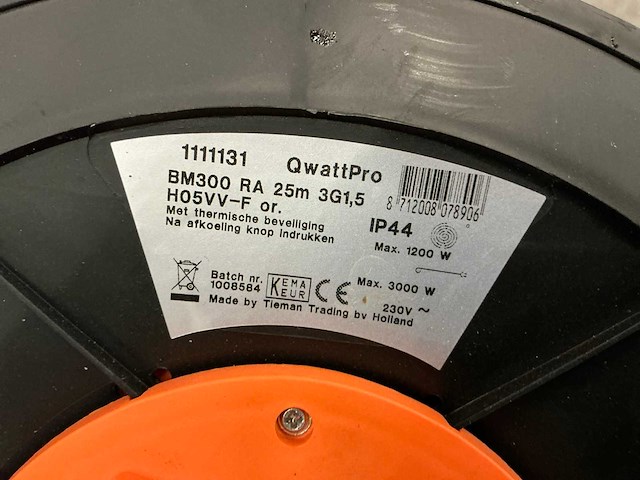 1111131 QwattPro
BM300 RA 25m 3G1,5
H05VV-F or.
Met thermische beveiliging
Na afkoeling knop indrukken
8 712008 078906
IP44
Max. 1200 W
Batch nr.
1008584
KEMA
KEUR
CE
Max. 3000 W
230V ~
Made by Tieman Trading bv Holland